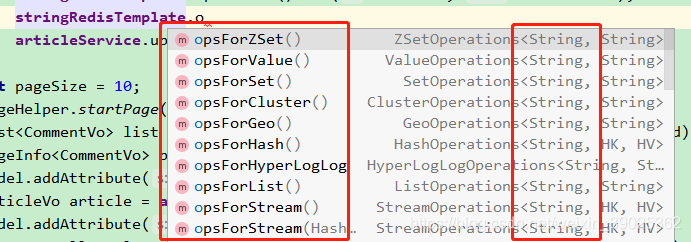 stringRedisTemplate.o
articleService.up
opsForZSet() ZSetOperations<String, String>
opsForValue() ValueOperations<String, String>
opsForSet() SetOperations<String, String>
opsForCluster() ClusterOperations<String, String>
opsForGeo() GeoOperations<String, String>
opsForHash() HashOperations<String, HK, HV>
opsForHyperLogLog HyperLogLogOperations<String, St…
opsForList() ListOperations<String, String>
opsForStream() StreamOperations<String, HK, HV>
opsForStream(Hash… StreamOperations<String, HK, HV>
t pageSize = 10;
geHelper.startPage(
st<CommentVo> list
geInfo<CommentVo>
del.addAttribute(
ticleVo article = a
del.addAttribute(